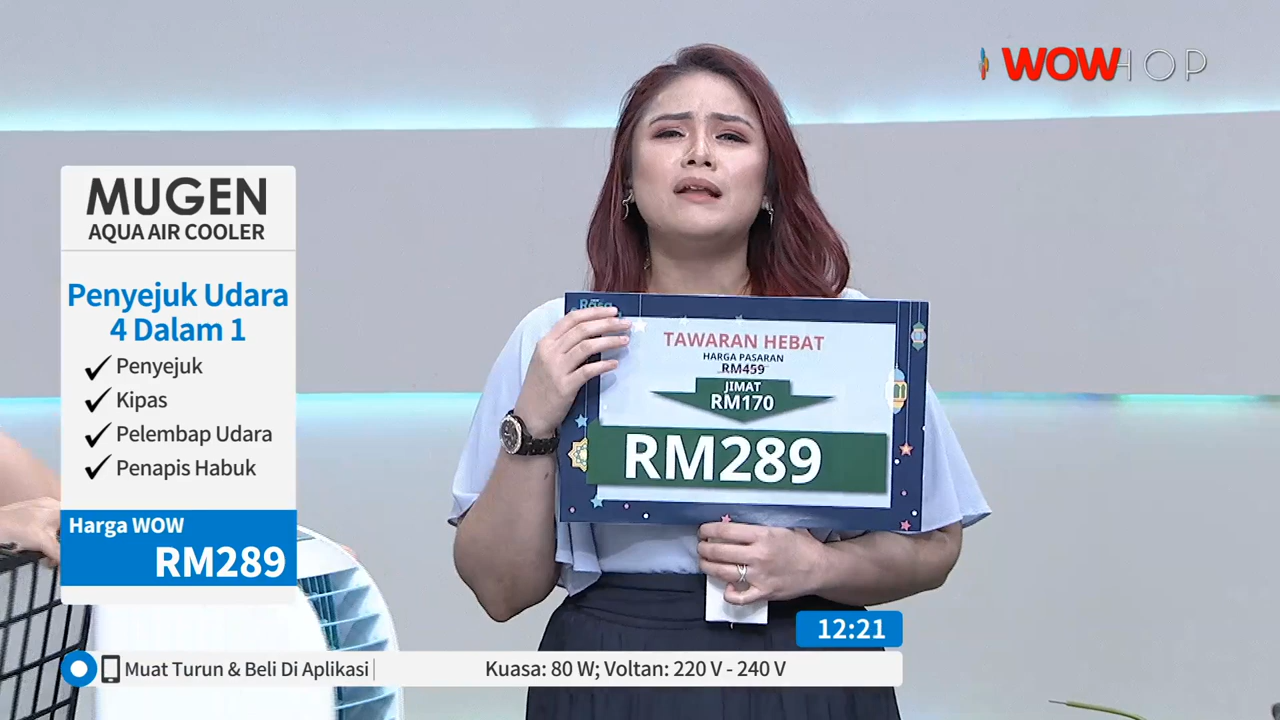 WOWSHOP
MUGEN
AQUA AIR COOLER
Penyejuk Udara
4 Dalam 1
Penyejuk
Kipas
Pelembap Udara
Penapis Habuk
Harga WOW
RM289
Rasa
TAWARAN HEBAT
HARGA PASARAN
RM459
JIMAT
RM170
RM289
12:21
Muat Turun & Beli Di Aplikasi
Kuasa: 80 W; Voltan: 220 V - 240 V